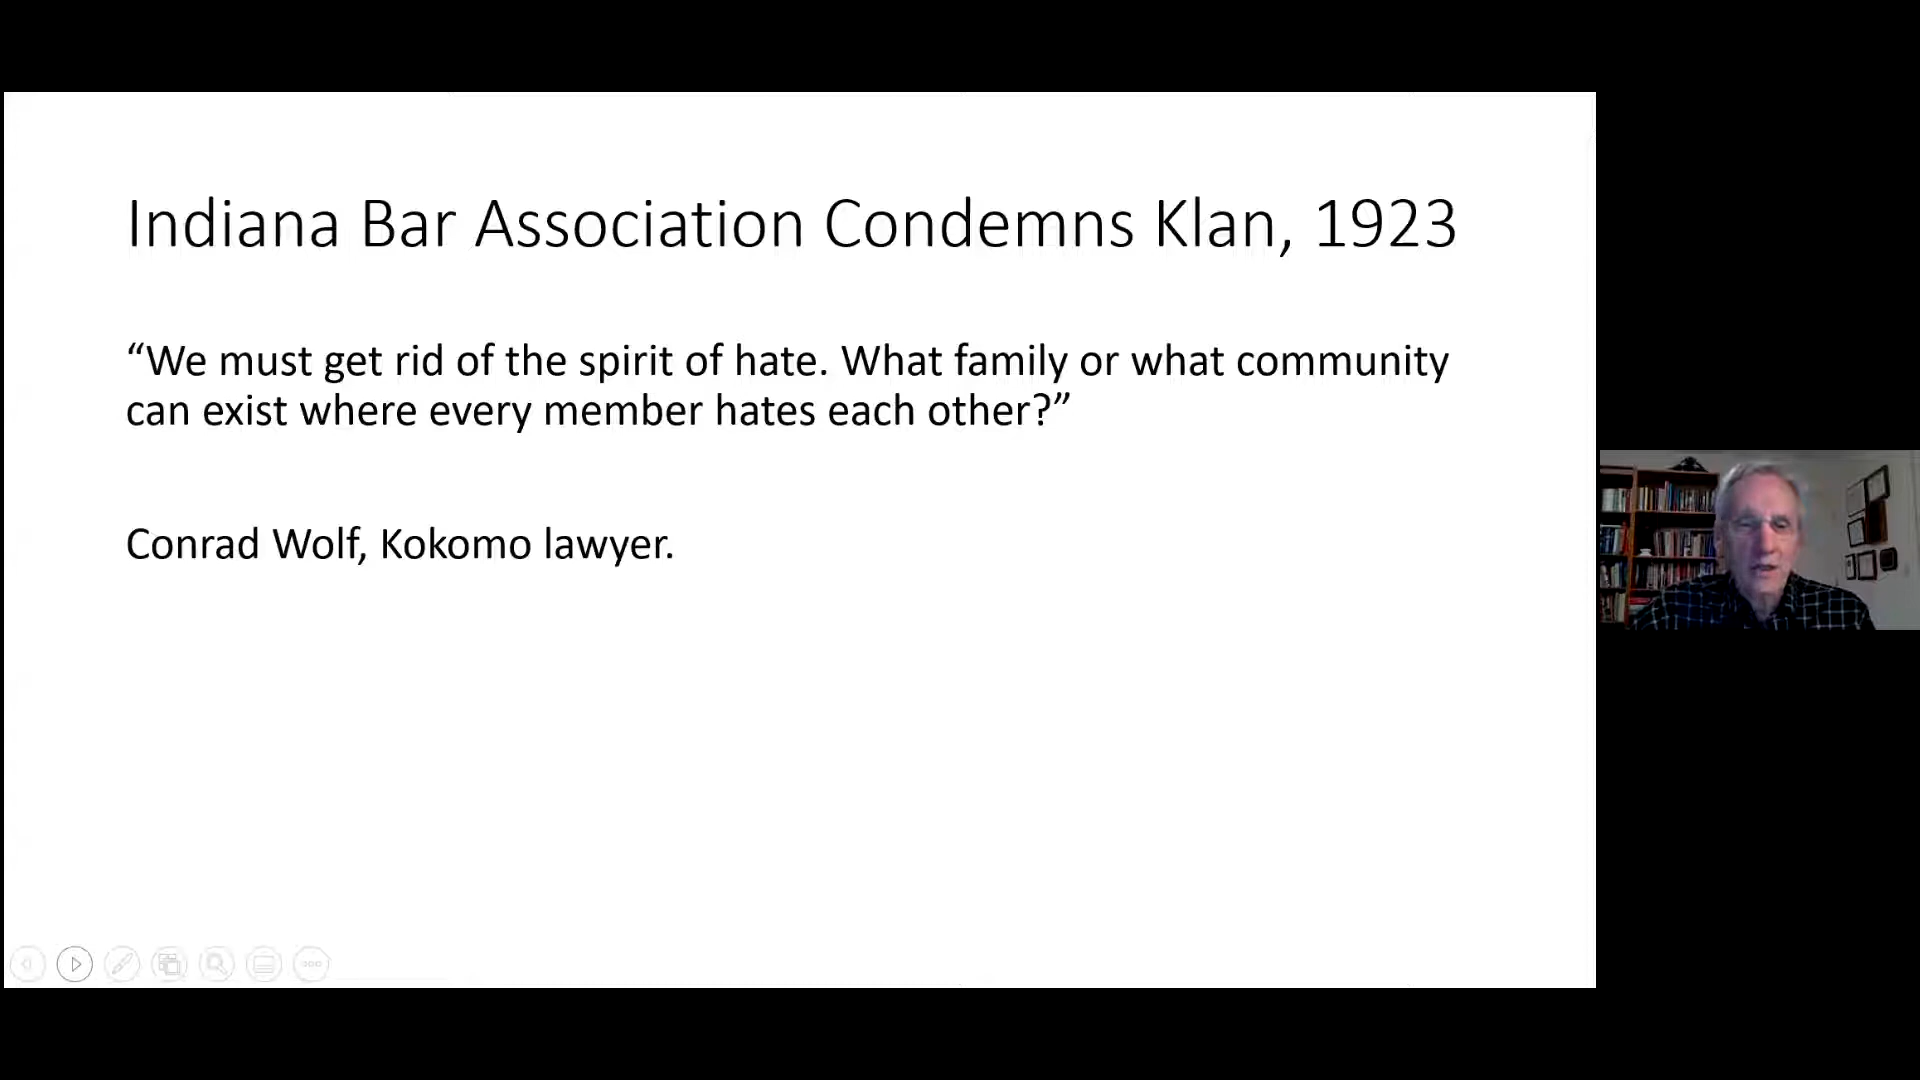 Indiana Bar Association Condemns Klan, 1923
“We must get rid of the spirit of hate. What family or what community
can exist where every member hates each other?”
Conrad Wolf, Kokomo lawyer.